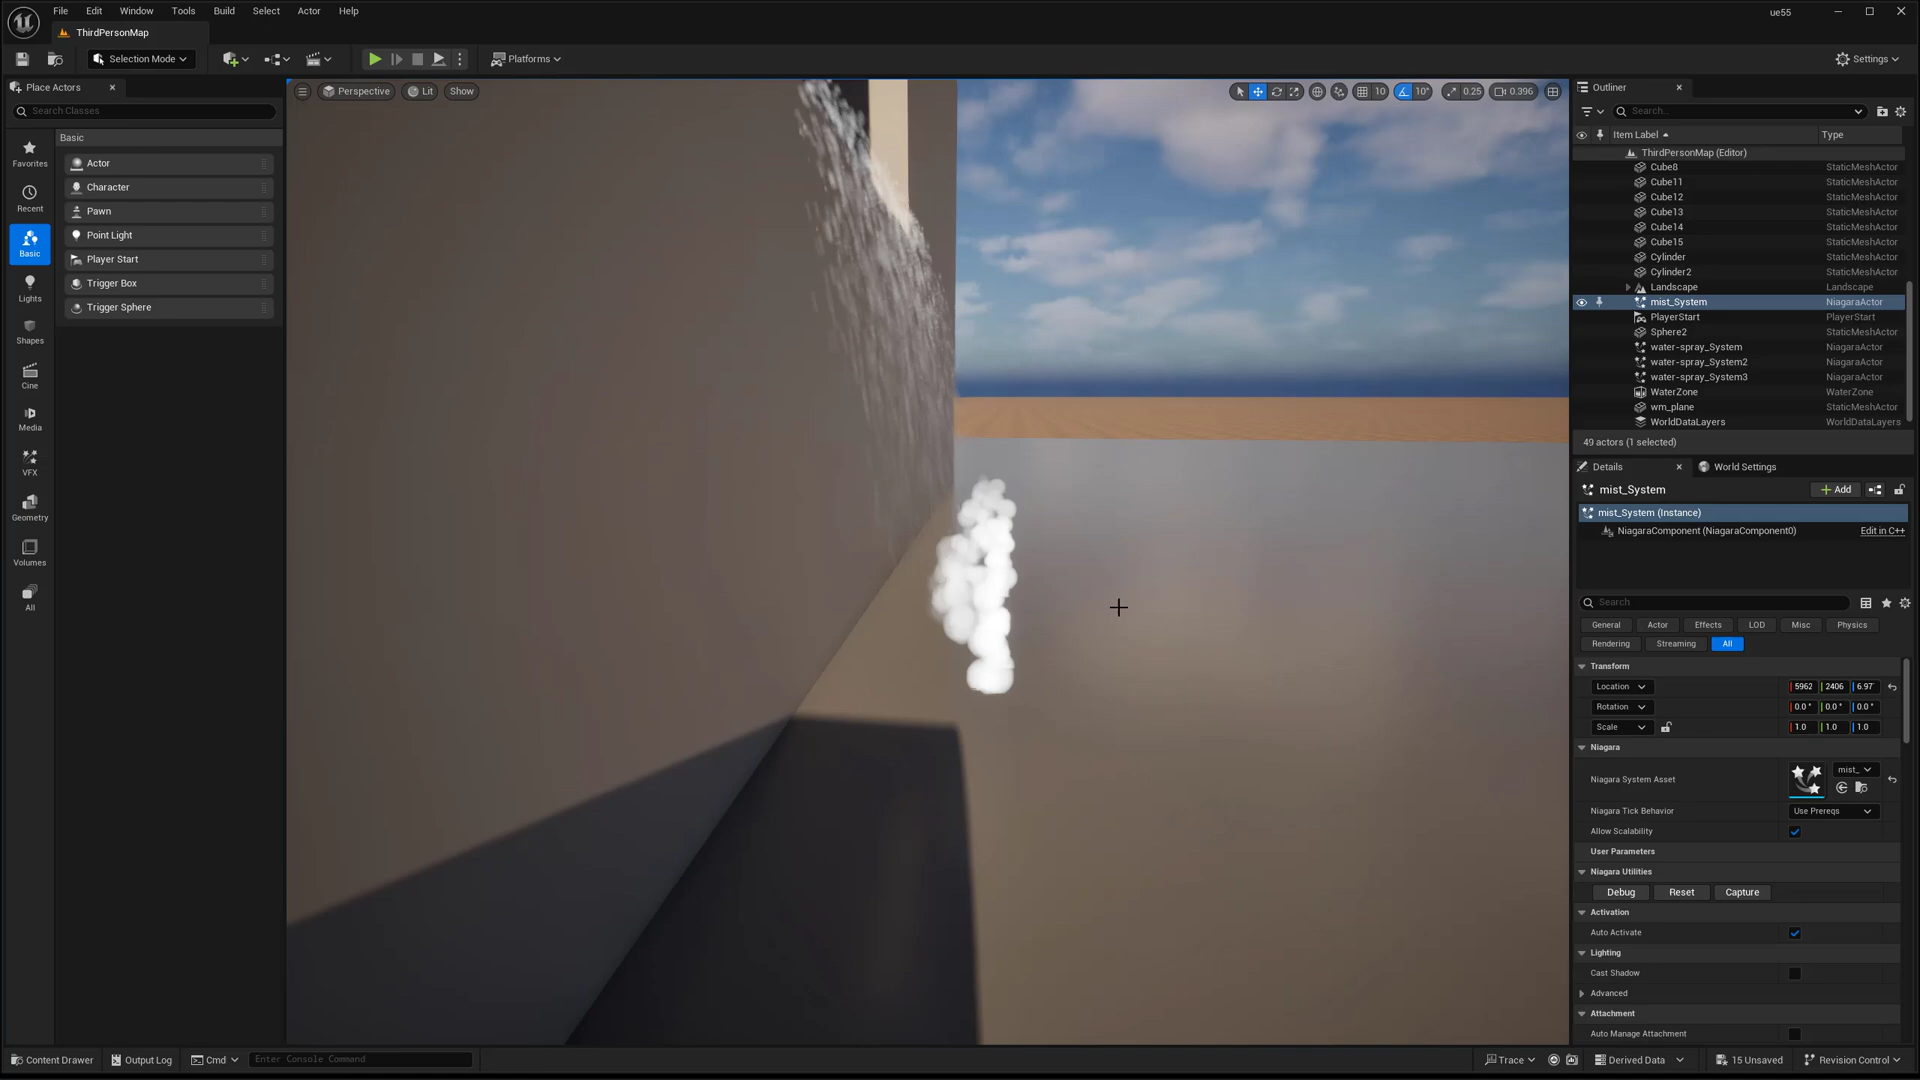 File Edit Window Tools Build Select Actor Help
ue55
ThirdPersonMap
Selection Mode
Platforms
Settings
Place Actors
Search Classes
Favorites
Recent
Basic
Lights
Shapes
Cine
Media
VFX
Geometry
Volumes
All
Basic
Actor
Character
Pawn
Point Light
Player Start
Trigger Box
Trigger Sphere
Perspective Lit Show
10 10° 0.25 0.396
Outliner
Search...
Item Label Type
ThirdPersonMap (Editor)
Cube8 StaticMeshActor
Cube11 StaticMeshActor
Cube12 StaticMeshActor
Cube13 StaticMeshActor
Cube14 StaticMeshActor
Cube15 StaticMeshActor
Cylinder StaticMeshActor
Cylinder2 StaticMeshActor
Landscape Landscape
mist_System NiagaraActor
PlayerStart PlayerStart
Sphere2 StaticMeshActor
water-spray_System NiagaraActor
water-spray_System2 NiagaraActor
water-spray_System3 NiagaraActor
WaterZone WaterZone
wm_plane StaticMeshActor
WorldDataLayers WorldDataLayers
49 actors (1 selected)
Details World Settings
mist_System Add
mist_System (Instance)
NiagaraComponent (NiagaraComponent0) Edit in C++
Search
General Actor Effects LOD Misc Physics
Rendering Streaming All
Transform
Location 5962 2406 6.97
Rotation 0.0° 0.0° 0.0°
Scale 1.0 1.0 1.0
Niagara
Niagara System Asset mist_
Niagara Tick Behavior Use Prereqs
Allow Scalability
User Parameters
Niagara Utilities
Debug Reset Capture
Activation
Auto Activate
Lighting
Cast Shadow
Advanced
Attachment
Auto Manage Attachment
Content Drawer Output Log Cmd Enter Console Command
Trace Derived Data 15 Unsaved Revision Control